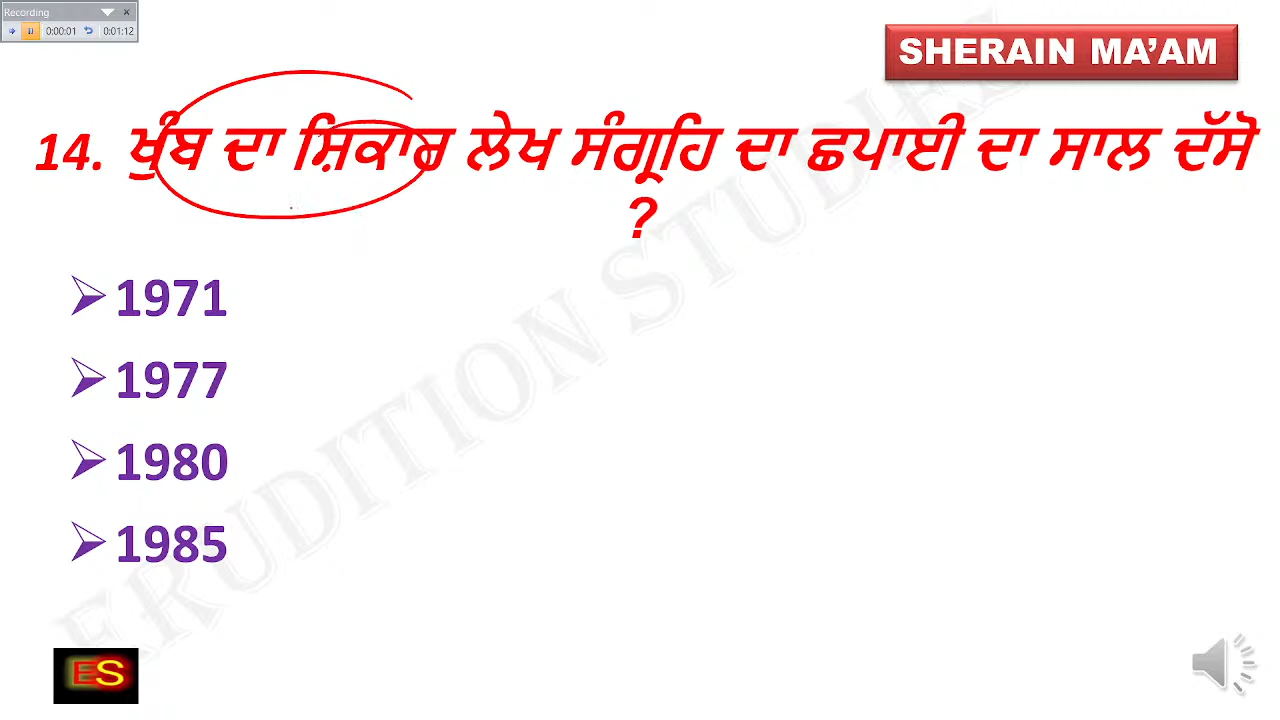 Recording
0:00:01 0:01:12
SHERAIN MA’AM
14. ਖੁੰਬ ਦਾ ਸ਼ਿਕਾਰ ਲੇਖ ਸੰਗ੍ਰਹਿ ਦਾ ਛਪਾਈ ਦਾ ਸਾਲ ਦੱਸੋ
?
1971
1977
1980
1985
ERUDITION STUDIES
ES